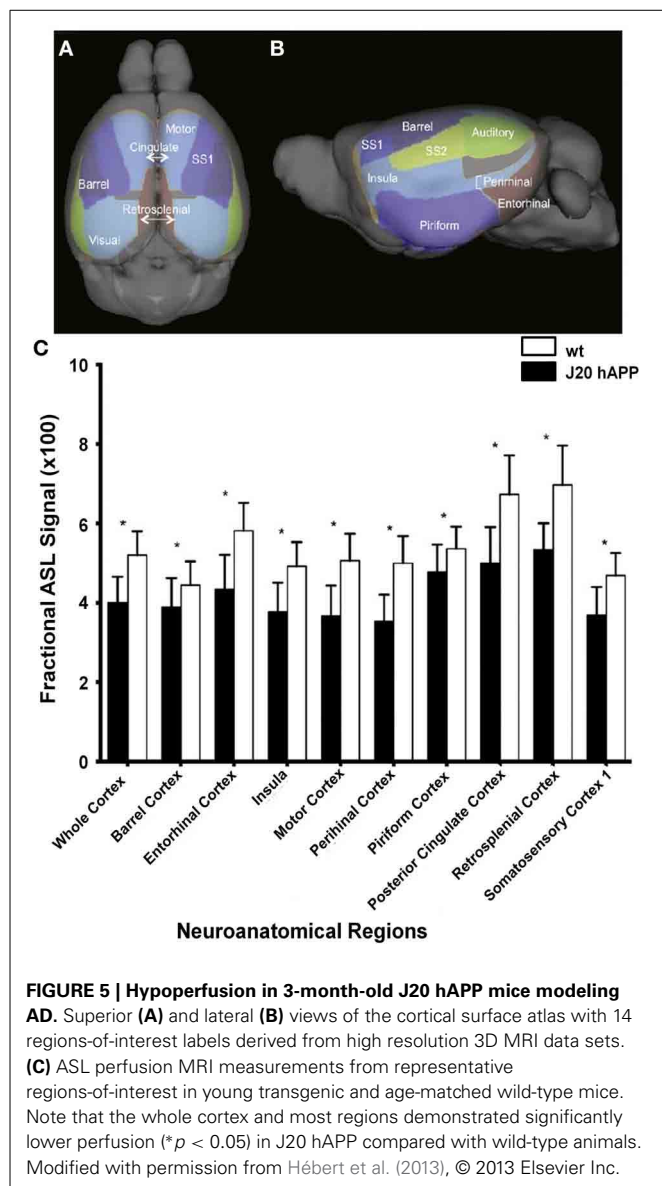 A
B
Motor
Cingulate
SS1
Barrel
Retrosplenial
Visual
Barrel
Auditory
SS1
SS2
Insula
Periminal
Entorhinal
Piriform
C
wt
J20 hAPP
Fractional ASL Signal (x100)
10
8
6
4
2
0
* * * * * * * * * *
Whole Cortex
Barrel Cortex
Entorhinal Cortex
Insula
Motor Cortex
Perihinal Cortex
Piriform Cortex
Posterior Cingulate Cortex
Retrosplenial Cortex
Somatosensory Cortex 1
Neuroanatomical Regions
FIGURE 5 | Hypoperfusion in 3-month-old J20 hAPP mice modeling
AD. Superior (A) and lateral (B) views of the cortical surface atlas with 14
regions-of-interest labels derived from high resolution 3D MRI data sets.
(C) ASL perfusion MRI measurements from representative
regions-of-interest in young transgenic and age-matched wild-type mice.
Note that the whole cortex and most regions demonstrated significantly
lower perfusion (*p < 0.05) in J20 hAPP compared with wild-type animals.
Modified with permission from Hébert et al. (2013), © 2013 Elsevier Inc.